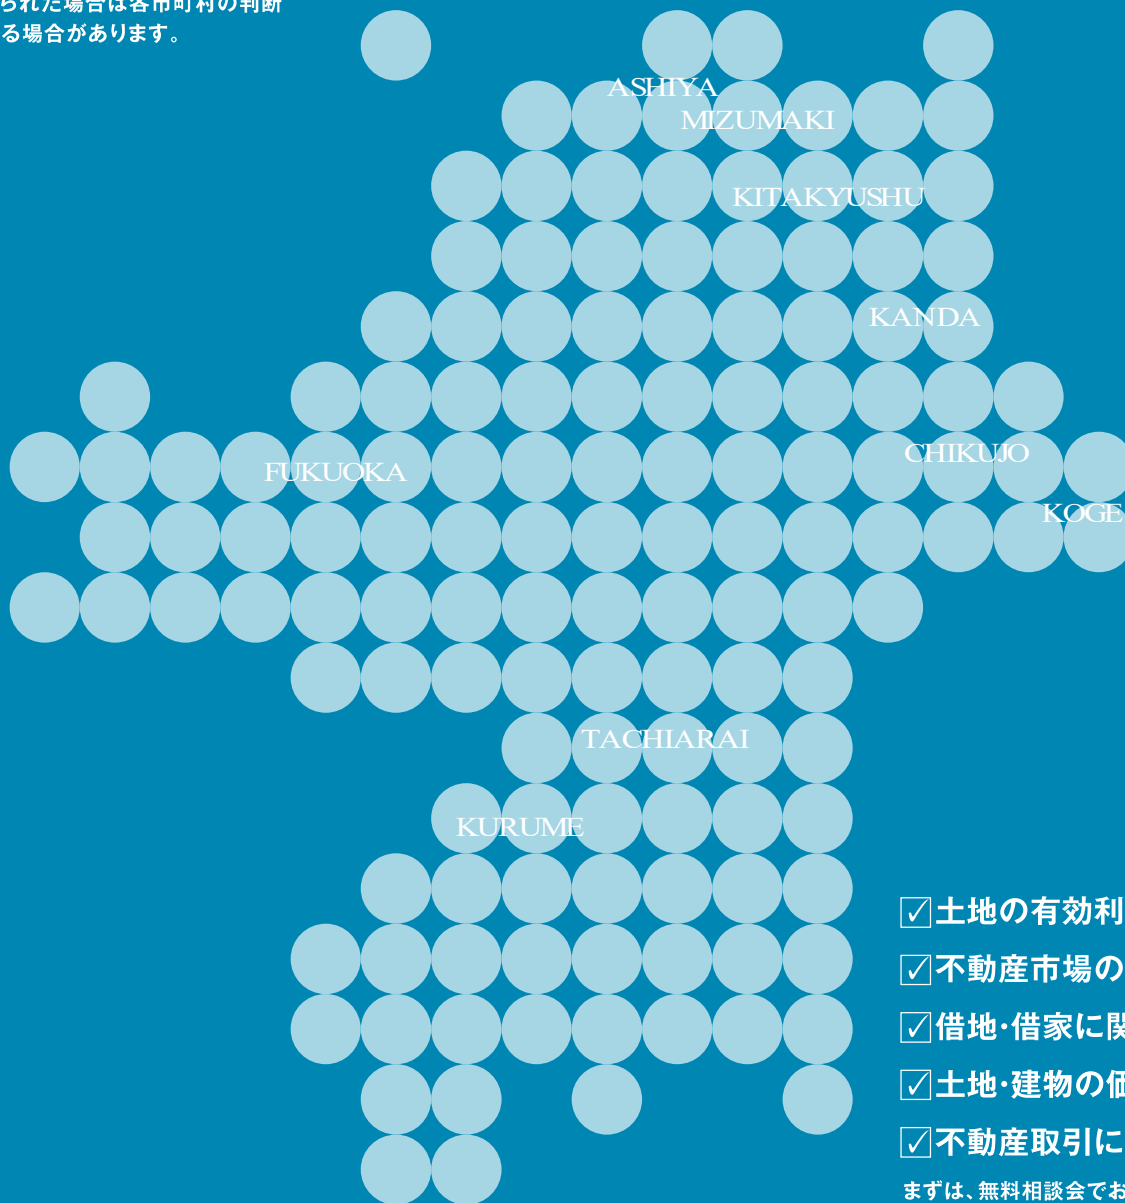 られた場合は各市町村の判断
る場合があります。
ASHIYA
MIZUMAKI
KITAKYUSHU
KANDA
CHIKUJO
FUKUOKA
KOGE
TACHIARAI
KURUME
☑土地の有効利
☑不動産市場の
☑借地・借家に関
☑土地・建物の価
☑不動産取引に
まずは、無料相談会でお